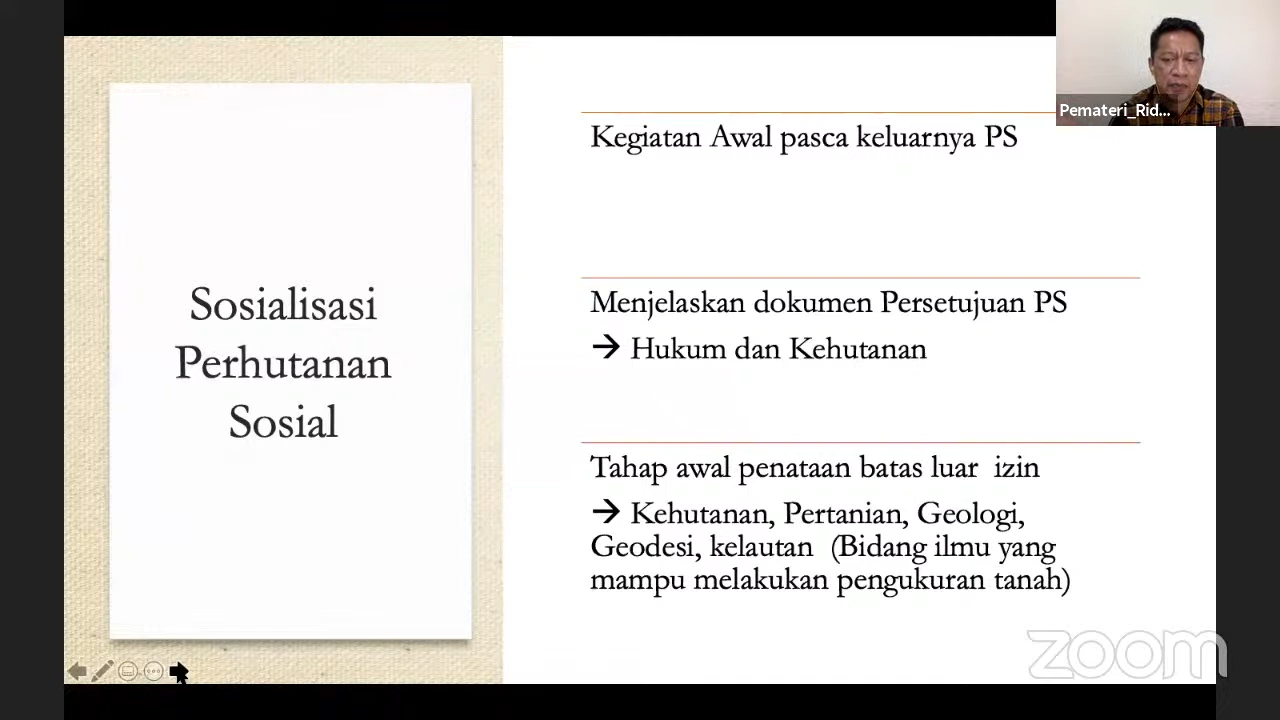 Sosialisasi
Perhutanan
Sosial
Kegiatan Awal pasca keluarnya PS
Menjelaskan dokumen Persetujuan PS
→ Hukum dan Kehutanan
Tahap awal penataan batas luar izin
→ Kehutanan, Pertanian, Geologi,
Geodesi, kelautan (Bidang ilmu yang
mampu melakukan pengukuran tanah)
Pemateri_Rid...
zoom